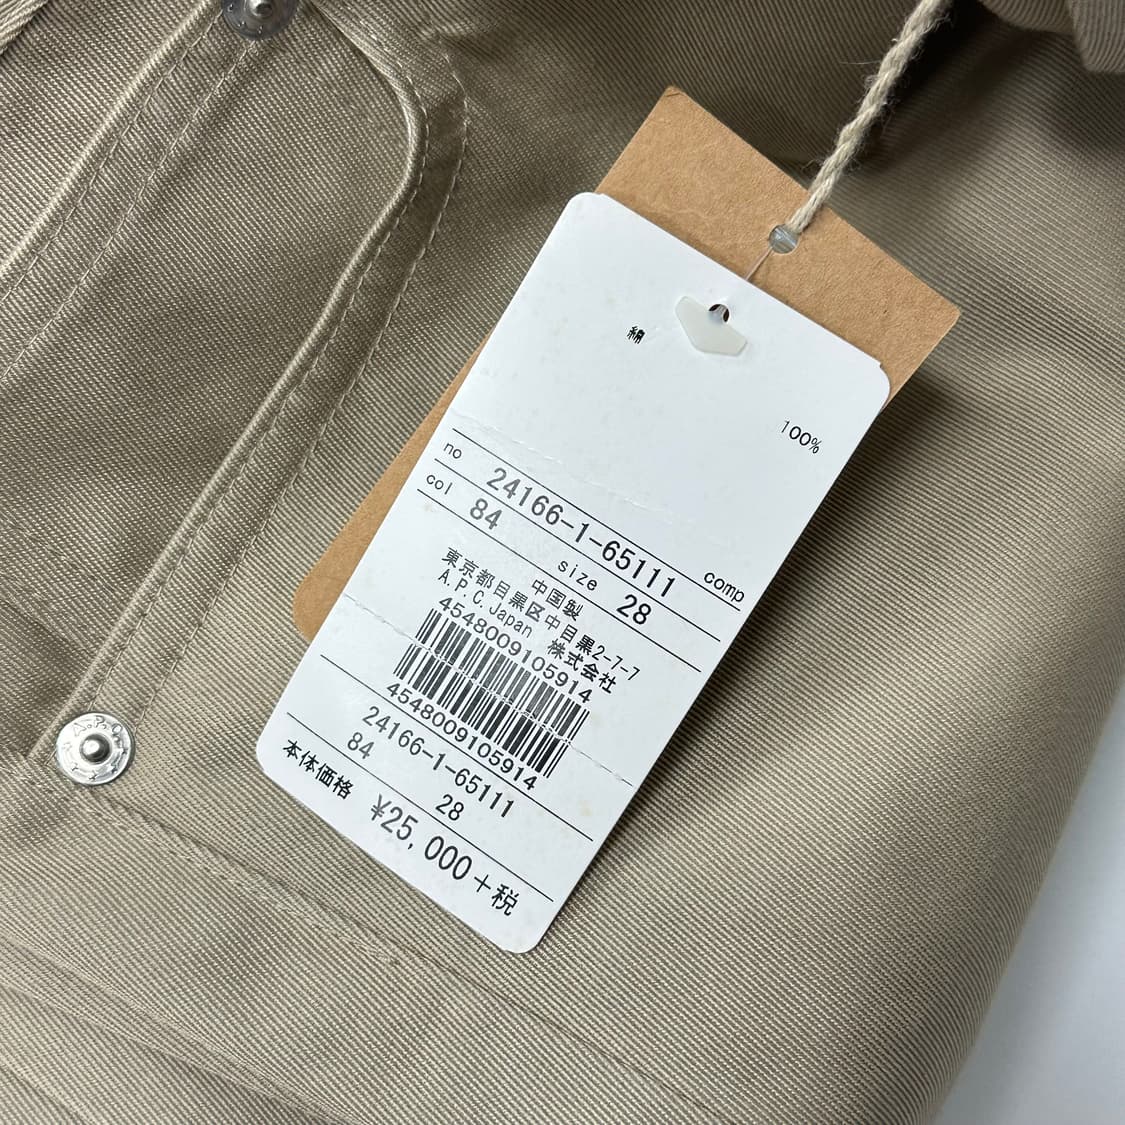 綿
100%
no 24166-1-65111 comp
col 84 size 28
中国製
東京都目黒区中目黒2-7-7
A.P.C.Japan 株式会社
4548009105914
4548009105914
24166-1-65111
84 28
本体価格 ¥25,000+税
A.P.C.